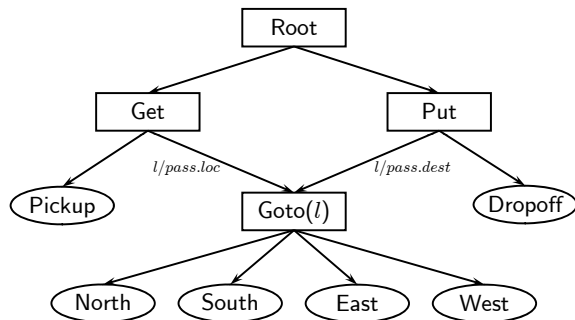 Root
Get Put
l/pass.loc l/pass.dest
Pickup Goto(l) Dropoff
North South East West